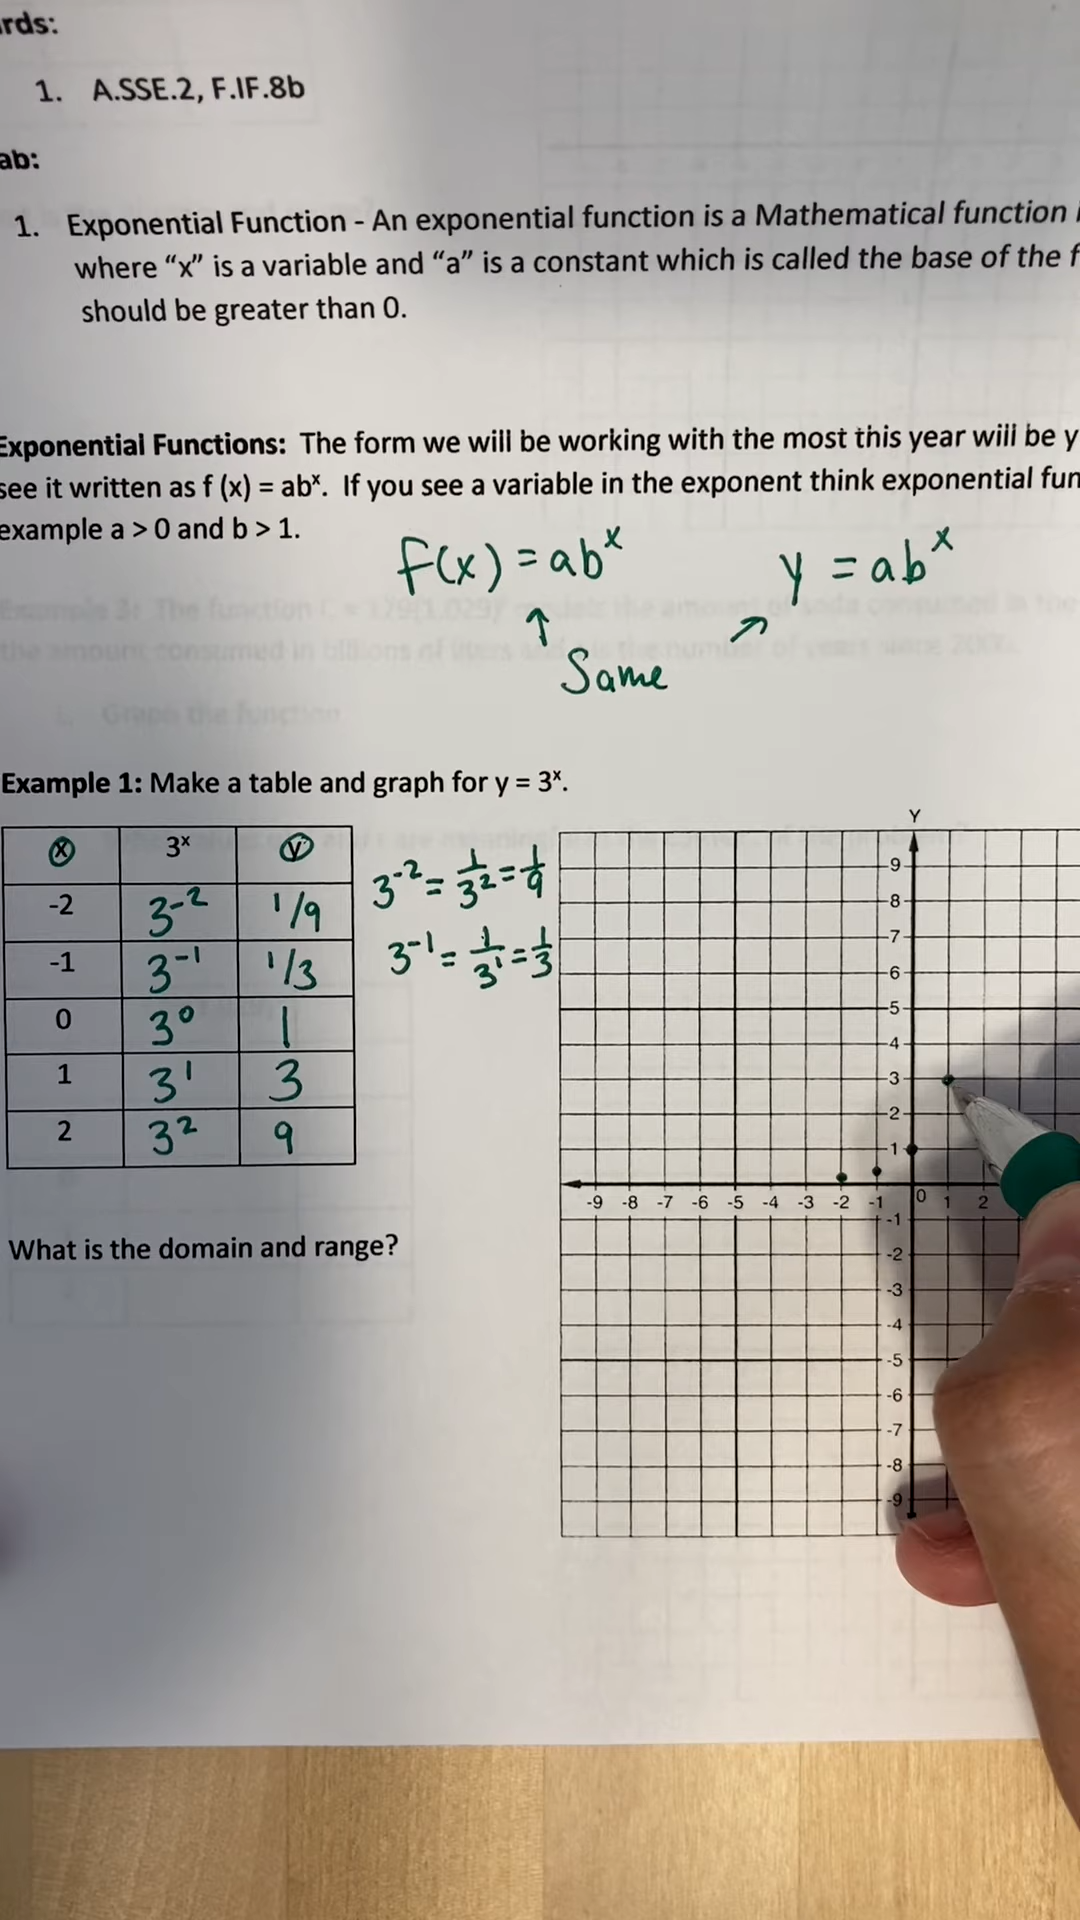 rds:
1. A.SSE.2, F.IF.8b
ab:
1. Exponential Function - An exponential function is a Mathematical function i
where “x” is a variable and “a” is a constant which is called the base of the f
should be greater than 0.
Exponential Functions: The form we will be working with the most this year will be y
see it written as f (x) = abˣ. If you see a variable in the exponent think exponential fun
example a > 0 and b > 1.
f(x) = abˣ y = abˣ
↑ ↗
Same
Example 1: Make a table and graph for y = 3ˣ.
x 3ˣ y
-2 3⁻² 1/9
-1 3⁻¹ 1/3
0 3⁰ 1
1 3¹ 3
2 3² 9
3⁻² = 1/3² = 1/9
3⁻¹ = 1/3¹ = 1/3
What is the domain and range?
Y
9
8
7
6
5
4
3
2
1
-9 -8 -7 -6 -5 -4 -3 -2 -1 0 1 2
-1
-2
-3
-4
-5
-6
-7
-8
-9